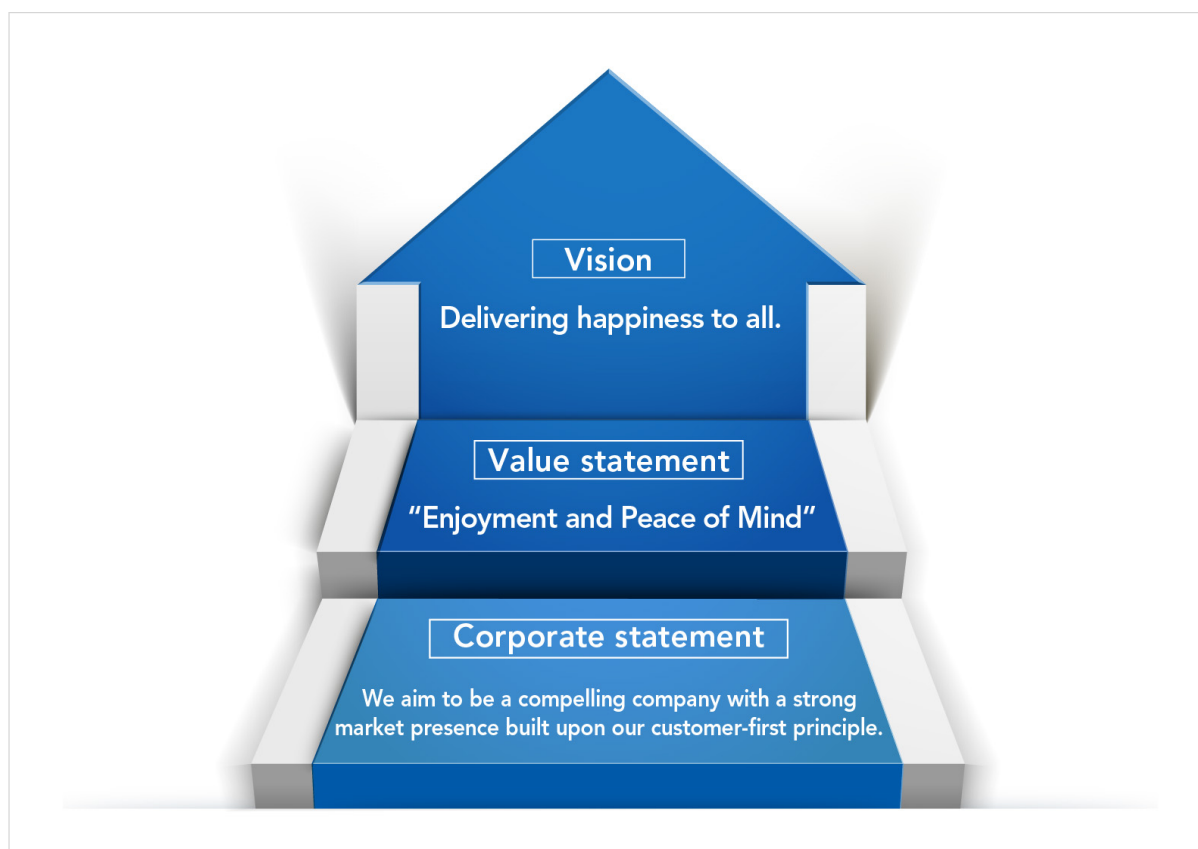 Vision
Delivering happiness to all.
Value statement
“Enjoyment and Peace of Mind”
Corporate statement
We aim to be a compelling company with a strong
market presence built upon our customer-first principle.